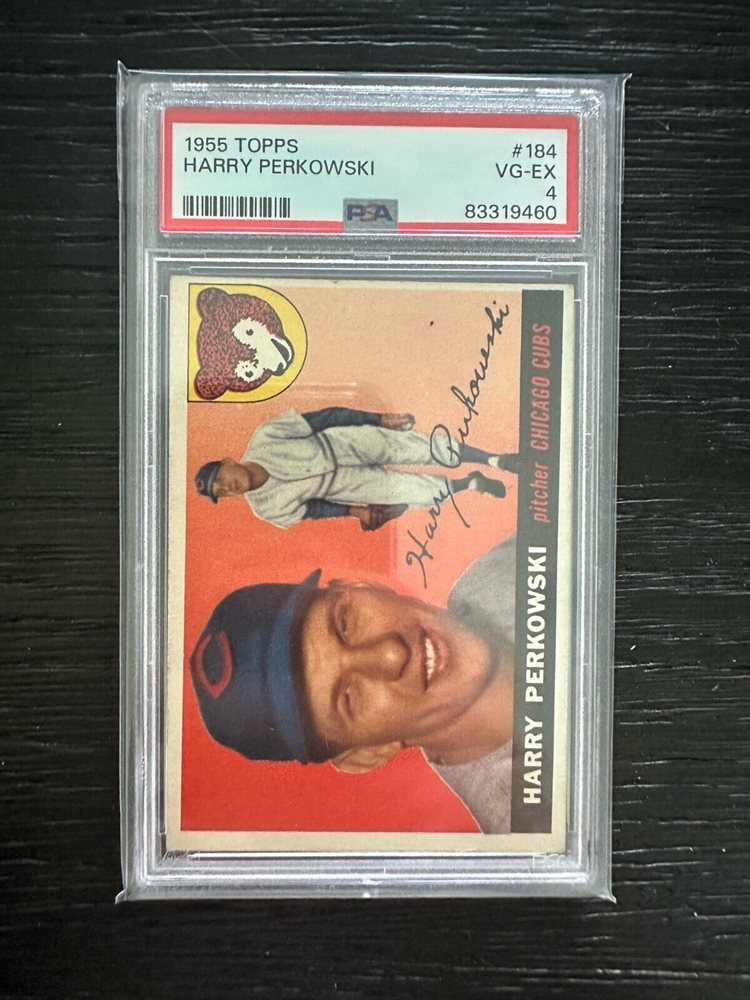 1955 TOPPS #184
HARRY PERKOWSKI VG-EX
4
PSA 83319460
Harry Perkowski
HARRY PERKOWSKI pitcher CHICAGO CUBS
C